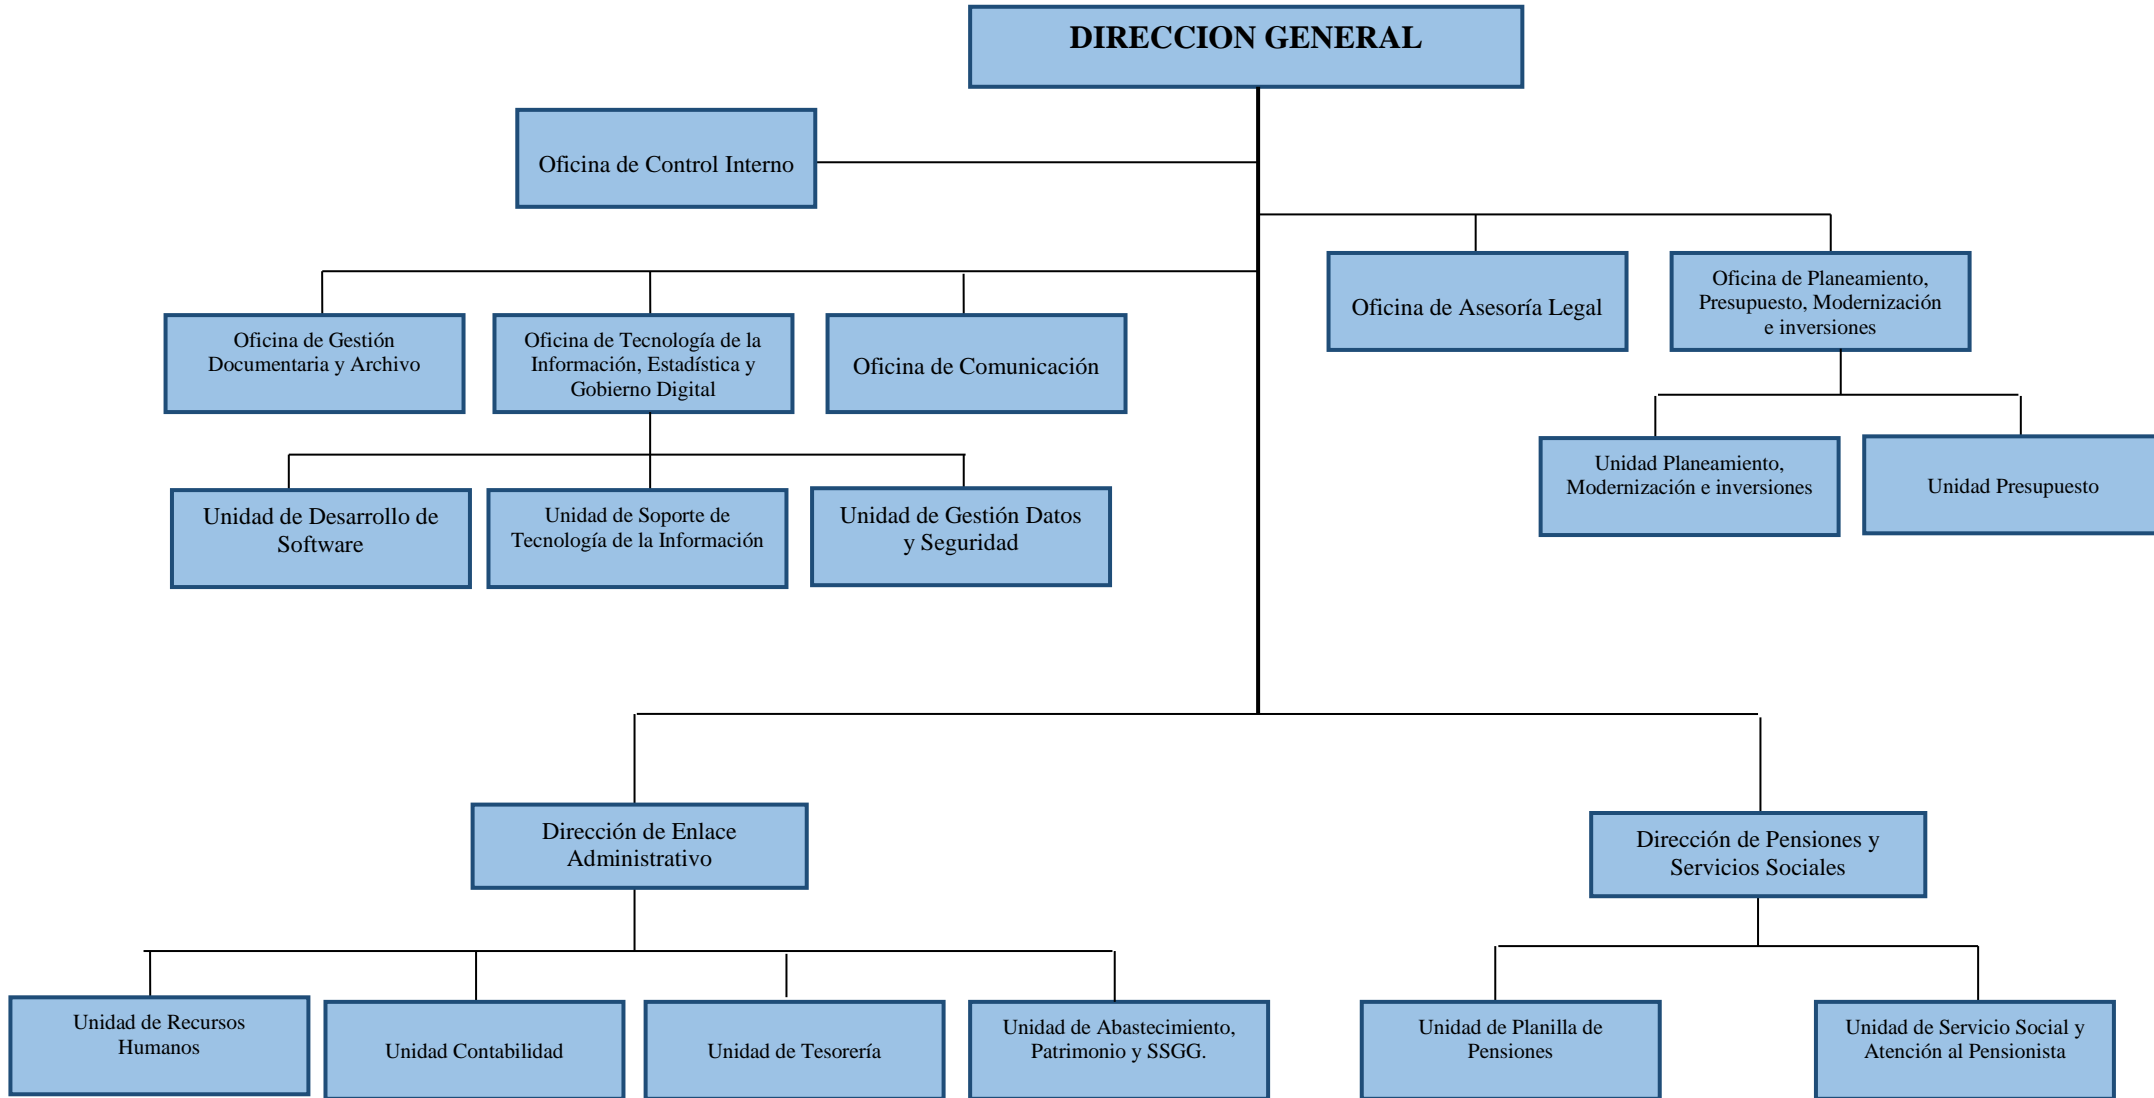 DIRECCION GENERAL
Oficina de Control Interno
Oficina de Asesoría Legal
Oficina de Planeamiento,
Presupuesto, Modernización
e inversiones
Oficina de Gestión
Documentaria y Archivo
Oficina de Tecnología de la
Información, Estadística y
Gobierno Digital
Oficina de Comunicación
Unidad Planeamiento,
Modernización e inversiones
Unidad Presupuesto
Unidad de Desarrollo de
Software
Unidad de Soporte de
Tecnología de la Información
Unidad de Gestión Datos
y Seguridad
Dirección de Enlace
Administrativo
Dirección de Pensiones y
Servicios Sociales
Unidad de Recursos
Humanos
Unidad Contabilidad
Unidad de Tesorería
Unidad de Abastecimiento,
Patrimonio y SSGG.
Unidad de Planilla de
Pensiones
Unidad de Servicio Social y
Atención al Pensionista